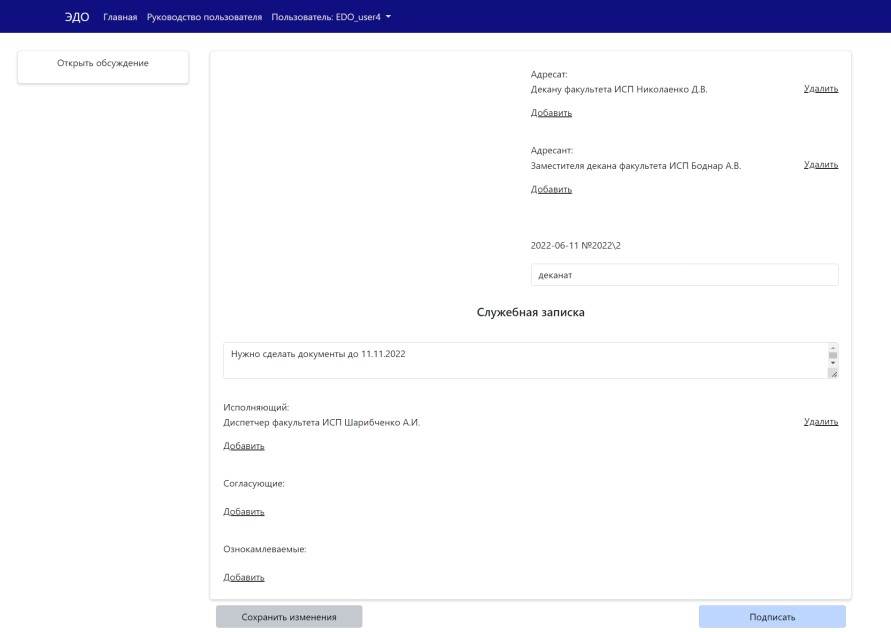 ЭДО Главная Руководство пользователя Пользователь: EDO_user4
Открыть обсуждение
Адресат:
Декану факультета ИСП Николаенко Д.В. Удалить
Добавить
Адресант:
Заместителя декана факультета ИСП Боднар А.В. Удалить
Добавить
2022-06-11 №2022\2
деканат
Служебная записка
Нужно сделать документы до 11.11.2022
Исполняющий:
Диспетчер факультета ИСП Шарибченко А.И. Удалить
Добавить
Согласующие:
Добавить
Ознокамлеваемые:
Добавить
Сохранить изменения Подписать